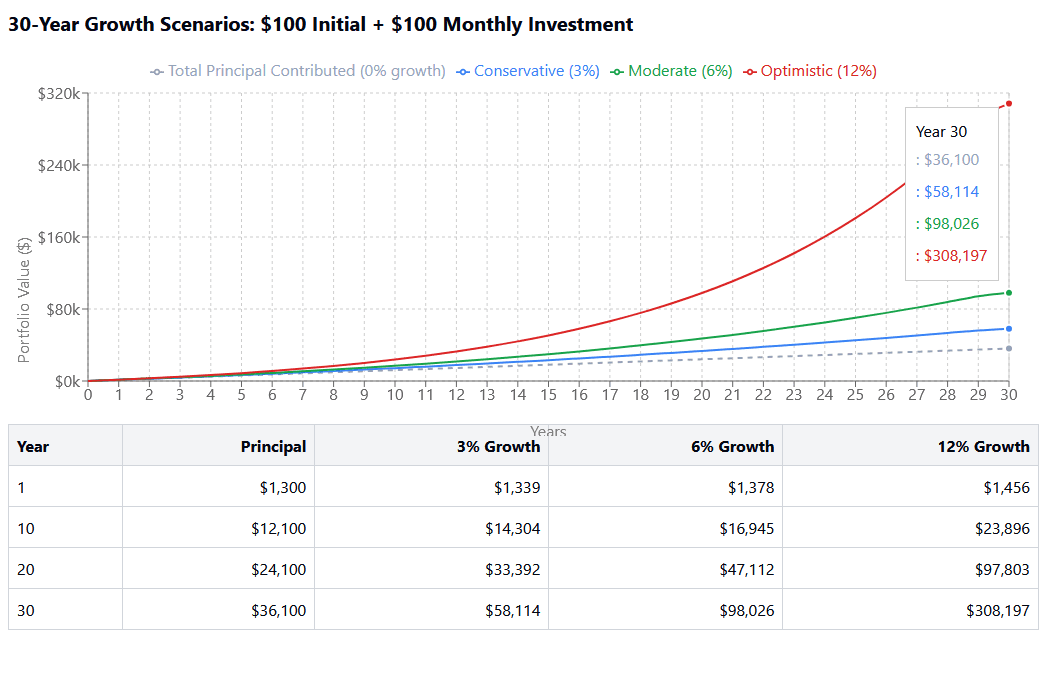 30-Year Growth Scenarios: $100 Initial + $100 Monthly Investment
Total Principal Contributed (0% growth) Conservative (3%) Moderate (6%) Optimistic (12%)
$320k
$240k
$160k
$80k
$0k
Portfolio Value ($)
Year 30
: $36,100
: $58,114
: $98,026
: $308,197
0 1 2 3 4 5 6 7 8 9 10 11 12 13 14 15 16 17 18 19 20 21 22 23 24 25 26 27 28 29 30
Years
Year Principal 3% Growth 6% Growth 12% Growth
1 $1,300 $1,339 $1,378 $1,456
10 $12,100 $14,304 $16,945 $23,896
20 $24,100 $33,392 $47,112 $97,803
30 $36,100 $58,114 $98,026 $308,197